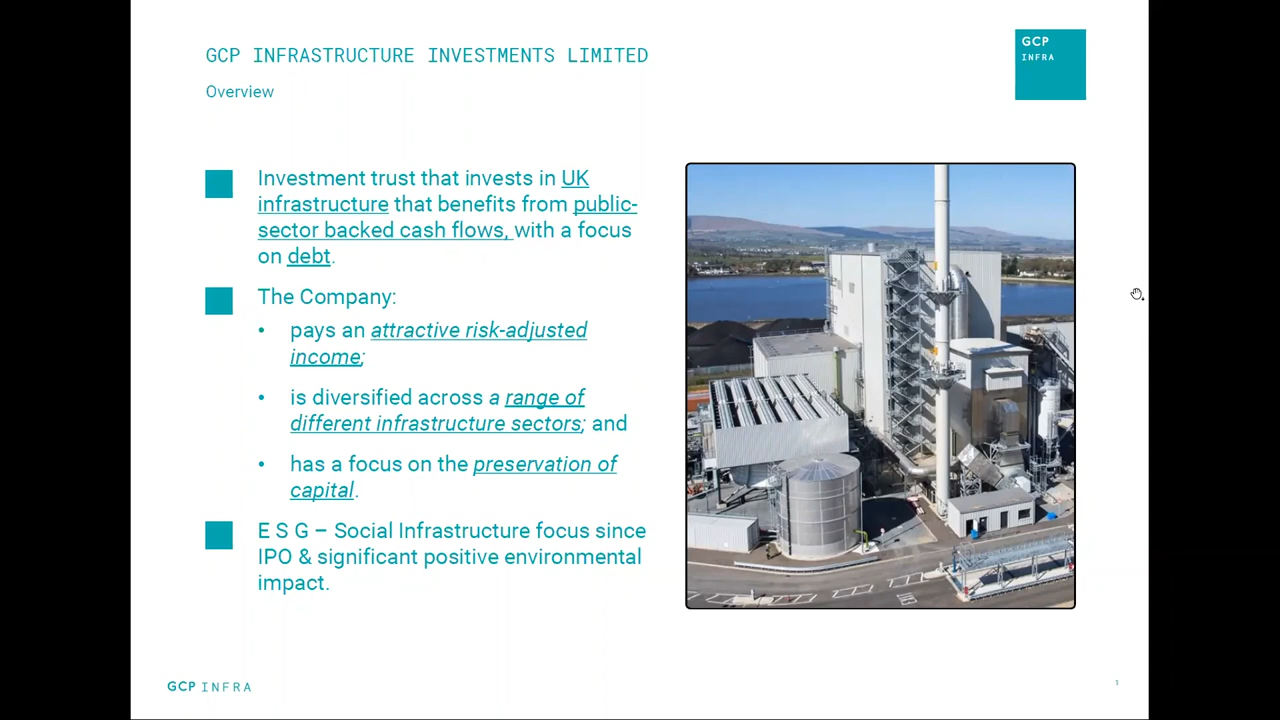 GCP INFRASTRUCTURE INVESTMENTS LIMITED
Overview
GCP
INFRA
Investment trust that invests in UK
infrastructure that benefits from public-
sector backed cash flows, with a focus
on debt.
The Company:
• pays an attractive risk-adjusted
income;
• is diversified across a range of
different infrastructure sectors; and
• has a focus on the preservation of
capital.
E S G – Social Infrastructure focus since
IPO & significant positive environmental
impact.
GCP INFRA
1